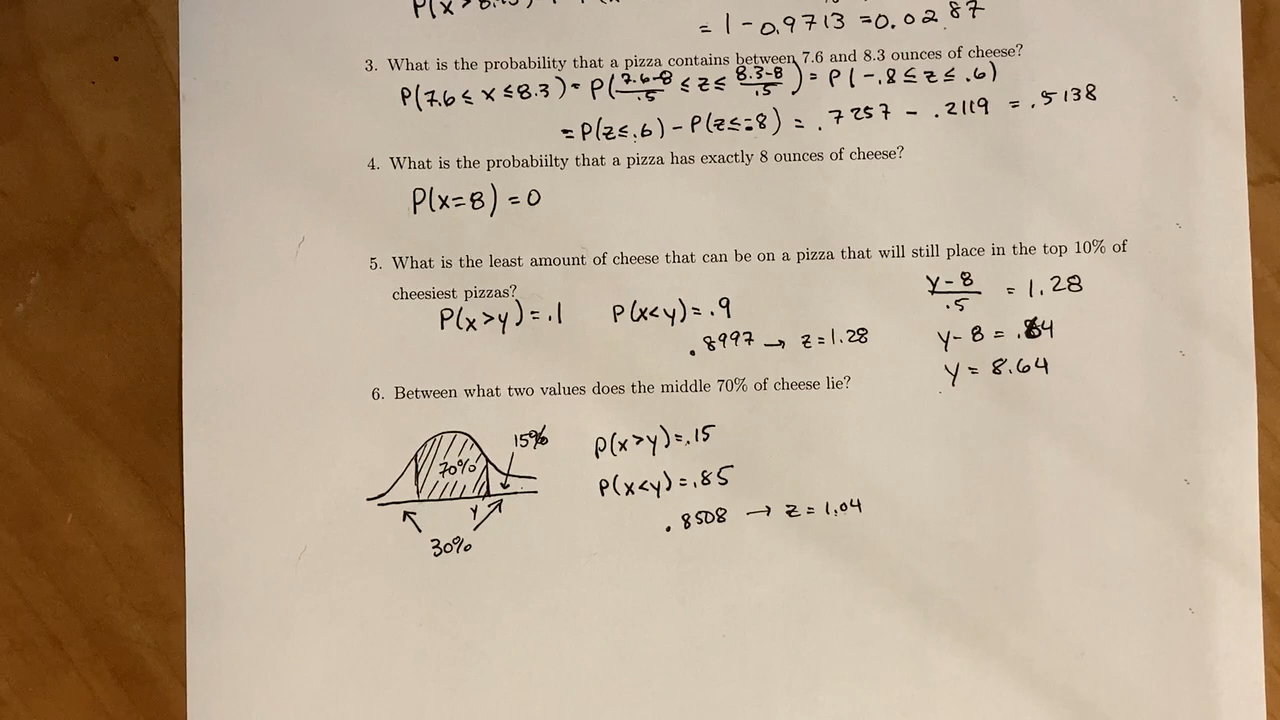 P(x >
= 1 - 0.9713 = 0.0287
3. What is the probability that a pizza contains between 7.6 and 8.3 ounces of cheese?
P(7.6 ≤ x ≤ 8.3) = P(7.6-8/.5 ≤ z ≤ 8.3-8/.5) = P(-.8 ≤ z ≤ .6)
= P(z ≤ .6) - P(z ≤ -.8) = .7257 - .2119 = .5138
4. What is the probabiilty that a pizza has exactly 8 ounces of cheese?
P(x=8) = 0
5. What is the least amount of cheese that can be on a pizza that will still place in the top 10% of
cheesiest pizzas?
P(x>y) = .1 P(x<y) = .9
.8997 → z = 1.28
y-8/.5 = 1.28
y-8 = .64
y = 8.64
6. Between what two values does the middle 70% of cheese lie?
15%
70%
y
30%
P(x>y) = .15
P(x<y) = .85
.8508 → z = 1.04